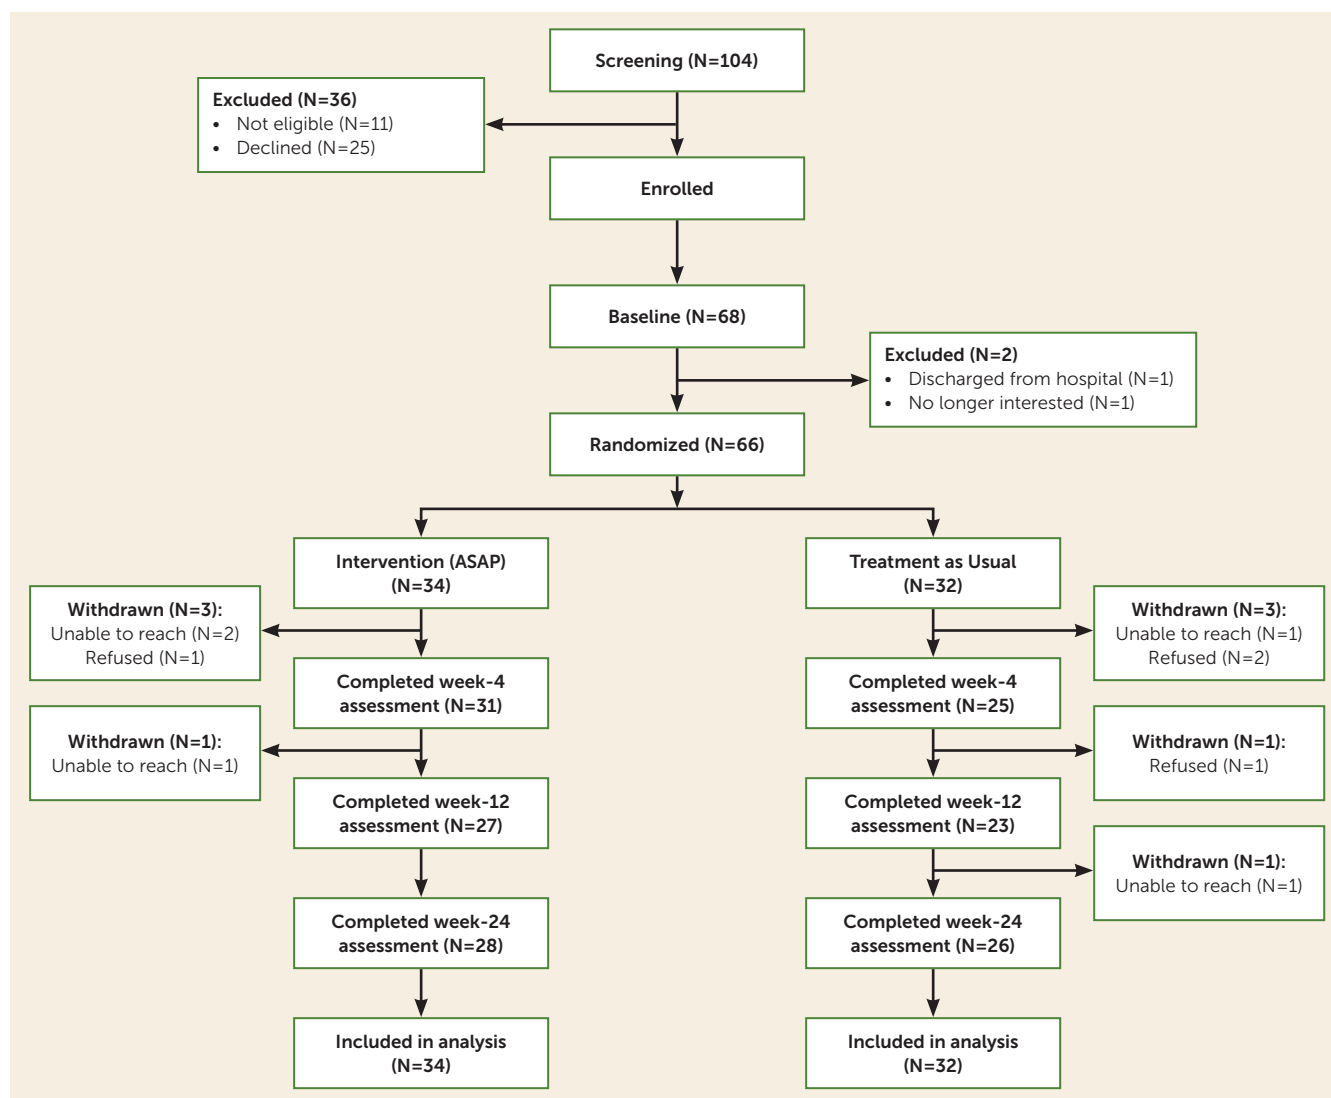 Screening (N=104)
Excluded (N=36)
• Not eligible (N=11)
• Declined (N=25)
Enrolled
Baseline (N=68)
Excluded (N=2)
• Discharged from hospital (N=1)
• No longer interested (N=1)
Randomized (N=66)
Intervention (ASAP)
(N=34)
Treatment as Usual
(N=32)
Withdrawn (N=3):
Unable to reach (N=2)
Refused (N=1)
Withdrawn (N=3):
Unable to reach (N=1)
Refused (N=2)
Completed week-4
assessment (N=31)
Completed week-4
assessment (N=25)
Withdrawn (N=1):
Unable to reach (N=1)
Withdrawn (N=1):
Refused (N=1)
Completed week-12
assessment (N=27)
Completed week-12
assessment (N=23)
Withdrawn (N=1):
Unable to reach (N=1)
Completed week-24
assessment (N=28)
Completed week-24
assessment (N=26)
Included in analysis
(N=34)
Included in analysis
(N=32)